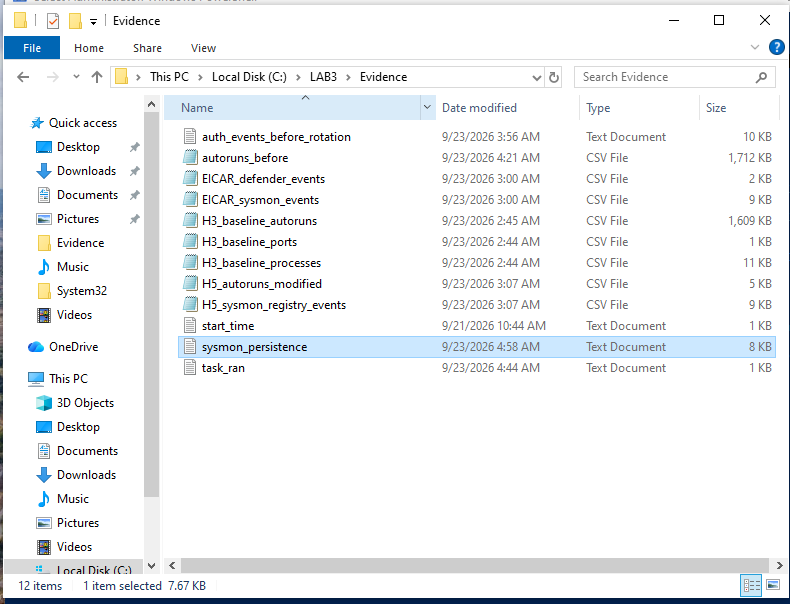 Evidence
File Home Share View
This PC Local Disk (C:) LAB3 Evidence Search Evidence
Name Date modified Type Size
Quick access
Desktop
Downloads
Documents
Pictures
Evidence
Music
System32
Videos
OneDrive
This PC
3D Objects
Desktop
Documents
Downloads
Music
Pictures
Videos
Local Disk (C:)
auth_events_before_rotation 9/23/2026 3:56 AM Text Document 10 KB
autoruns_before 9/23/2026 4:21 AM CSV File 1,712 KB
EICAR_defender_events 9/23/2026 3:00 AM CSV File 2 KB
EICAR_sysmon_events 9/23/2026 3:00 AM CSV File 9 KB
H3_baseline_autoruns 9/23/2026 2:45 AM CSV File 1,609 KB
H3_baseline_ports 9/23/2026 2:44 AM CSV File 1 KB
H3_baseline_processes 9/23/2026 2:44 AM CSV File 11 KB
H5_autoruns_modified 9/23/2026 3:07 AM CSV File 5 KB
H5_sysmon_registry_events 9/23/2026 3:07 AM CSV File 9 KB
start_time 9/21/2026 10:44 AM Text Document 1 KB
sysmon_persistence 9/23/2026 4:58 AM Text Document 8 KB
task_ran 9/23/2026 4:44 AM Text Document 1 KB
12 items 1 item selected 7.67 KB